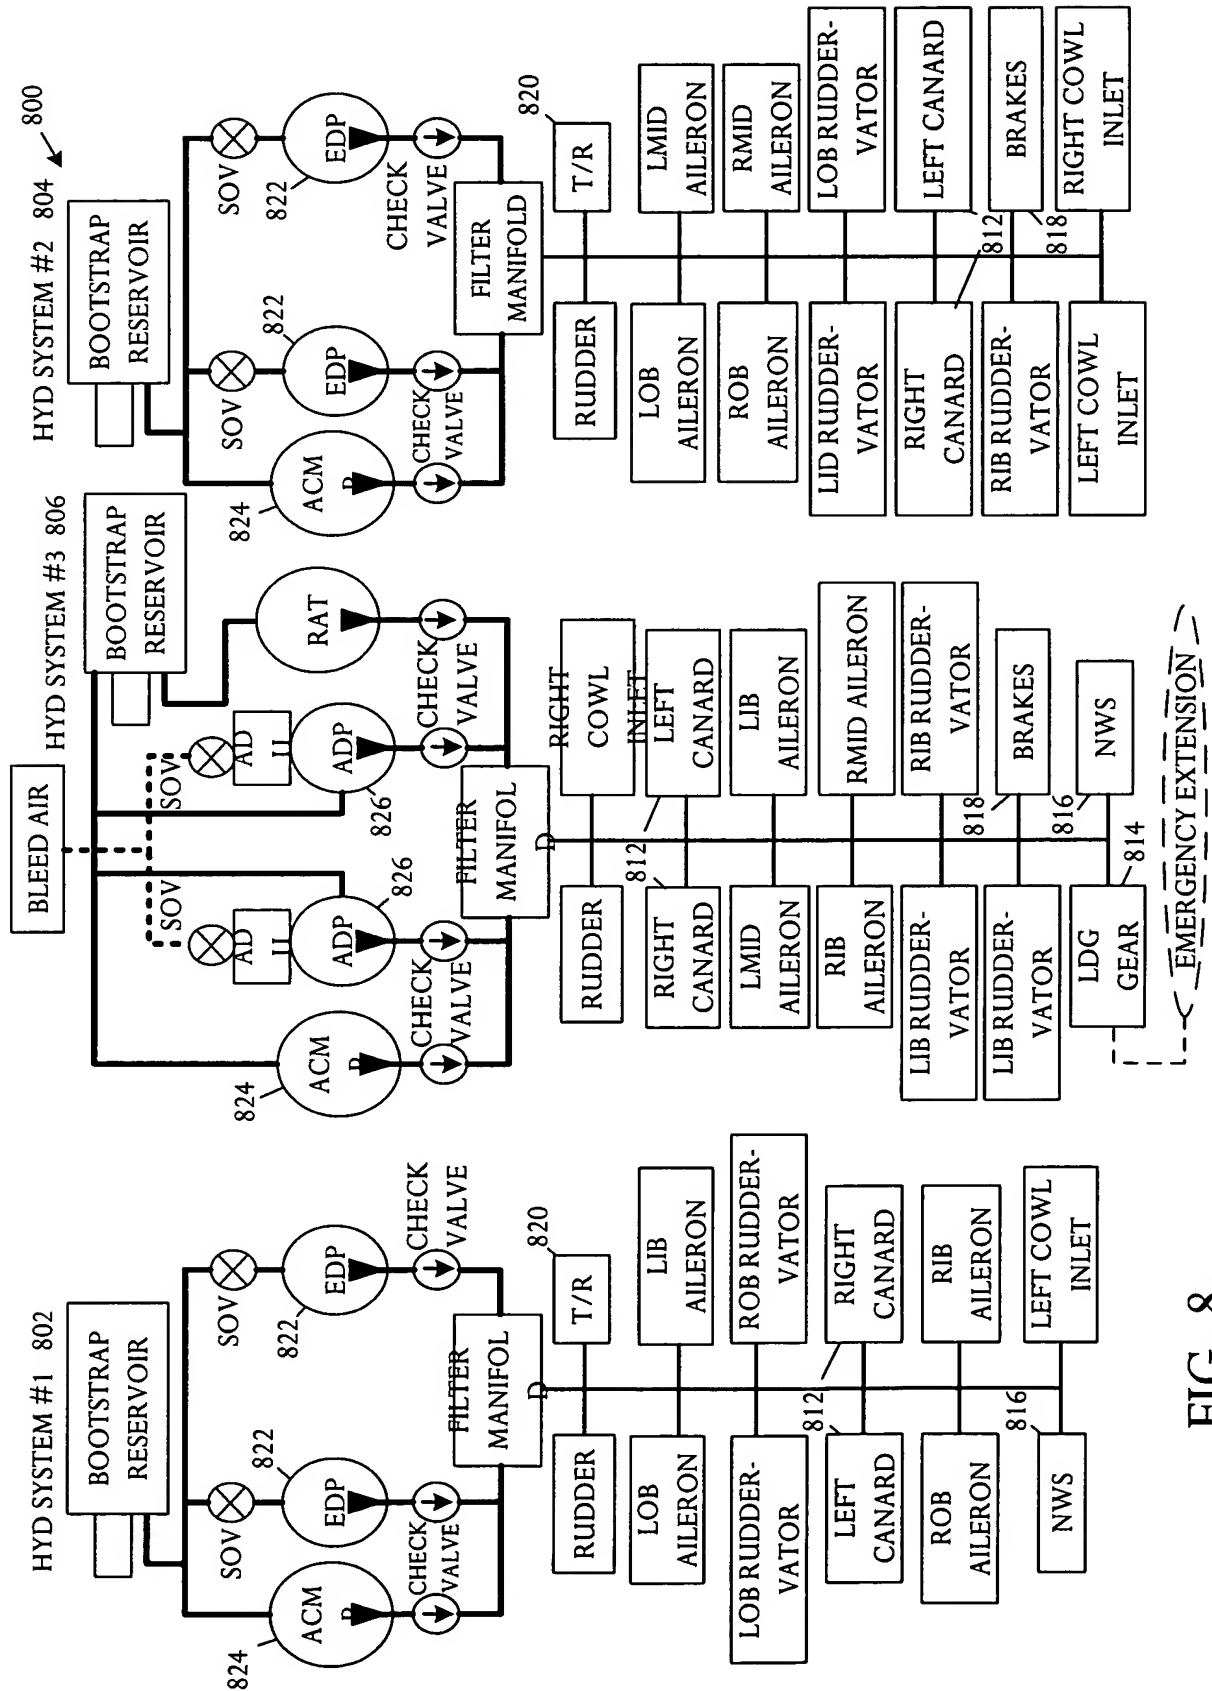 800
HYD SYSTEM #1 802
BOOTSTRAP
RESERVOIR
SOV
SOV
ACM
P
824
EDP
822
EDP
822
CHECK
VALVE
CHECK
VALVE
FILTER
MANIFOL
D
RUDDER
T/R
820
LOB
AILERON
LIB
AILERON
LOB RUDDER-
VATOR
ROB RUDDER-
VATOR
812
LEFT
CANARD
RIGHT
CANARD
ROB
AILERON
RIB
AILERON
816
NWS
LEFT COWL
INLET
BLEED AIR
HYD SYSTEM #3 806
BOOTSTRAP
RESERVOIR
SOV
SOV
AD
U
AD
U
ACM
P
824
ADP
826
ADP
826
RAT
CHECK
VALVE
CHECK
VALVE
FILTER
MANIFOL
D
RUDDER
RIGHT
COWL
INLET
812
RIGHT
CANARD
LEFT
CANARD
LMID
AILERON
LIB
AILERON
RIB
AILERON
RMID AILERON
LIB RUDDER-
VATOR
RIB RUDDER-
VATOR
LIB RUDDER-
VATOR
818
BRAKES
LDG
GEAR
814
816
NWS
EMERGENCY EXTENSION
HYD SYSTEM #2 804
BOOTSTRAP
RESERVOIR
SOV
SOV
ACM
P
824
EDP
822
EDP
822
CHECK
VALVE
CHECK
VALVE
FILTER
MANIFOLD
RUDDER
T/R
820
LOB
AILERON
LMID
AILERON
ROB
AILERON
RMID
AILERON
LID RUDDER-
VATOR
LOB RUDDER-
VATOR
RIGHT
CANARD
812
LEFT CANARD
RIB RUDDER-
VATOR
818
BRAKES
LEFT COWL
INLET
RIGHT COWL
INLET
FIG. 8